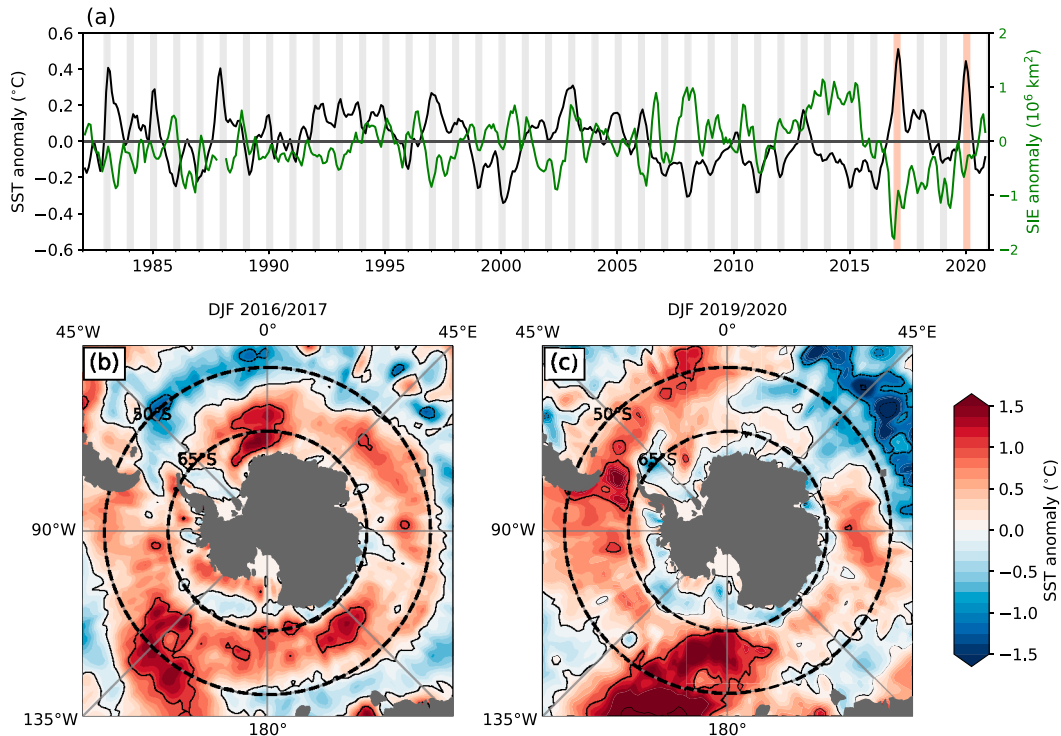 (a)
SST anomaly (°C)
0.6
0.4
0.2
0.0
−0.2
−0.4
−0.6
2
1
0
−1
−2
SIE anomaly (10⁶ km²)
1985 1990 1995 2000 2005 2010 2015 2020
DJF 2016/2017
45°W 0° 45°E
(b)
50°S
65°S
90°W
135°W 180°
DJF 2019/2020
45°W 0° 45°E
(c)
50°S
65°S
90°W
135°W 180°
1.5
1.0
0.5
0.0
−0.5
−1.0
−1.5
SST anomaly (°C)